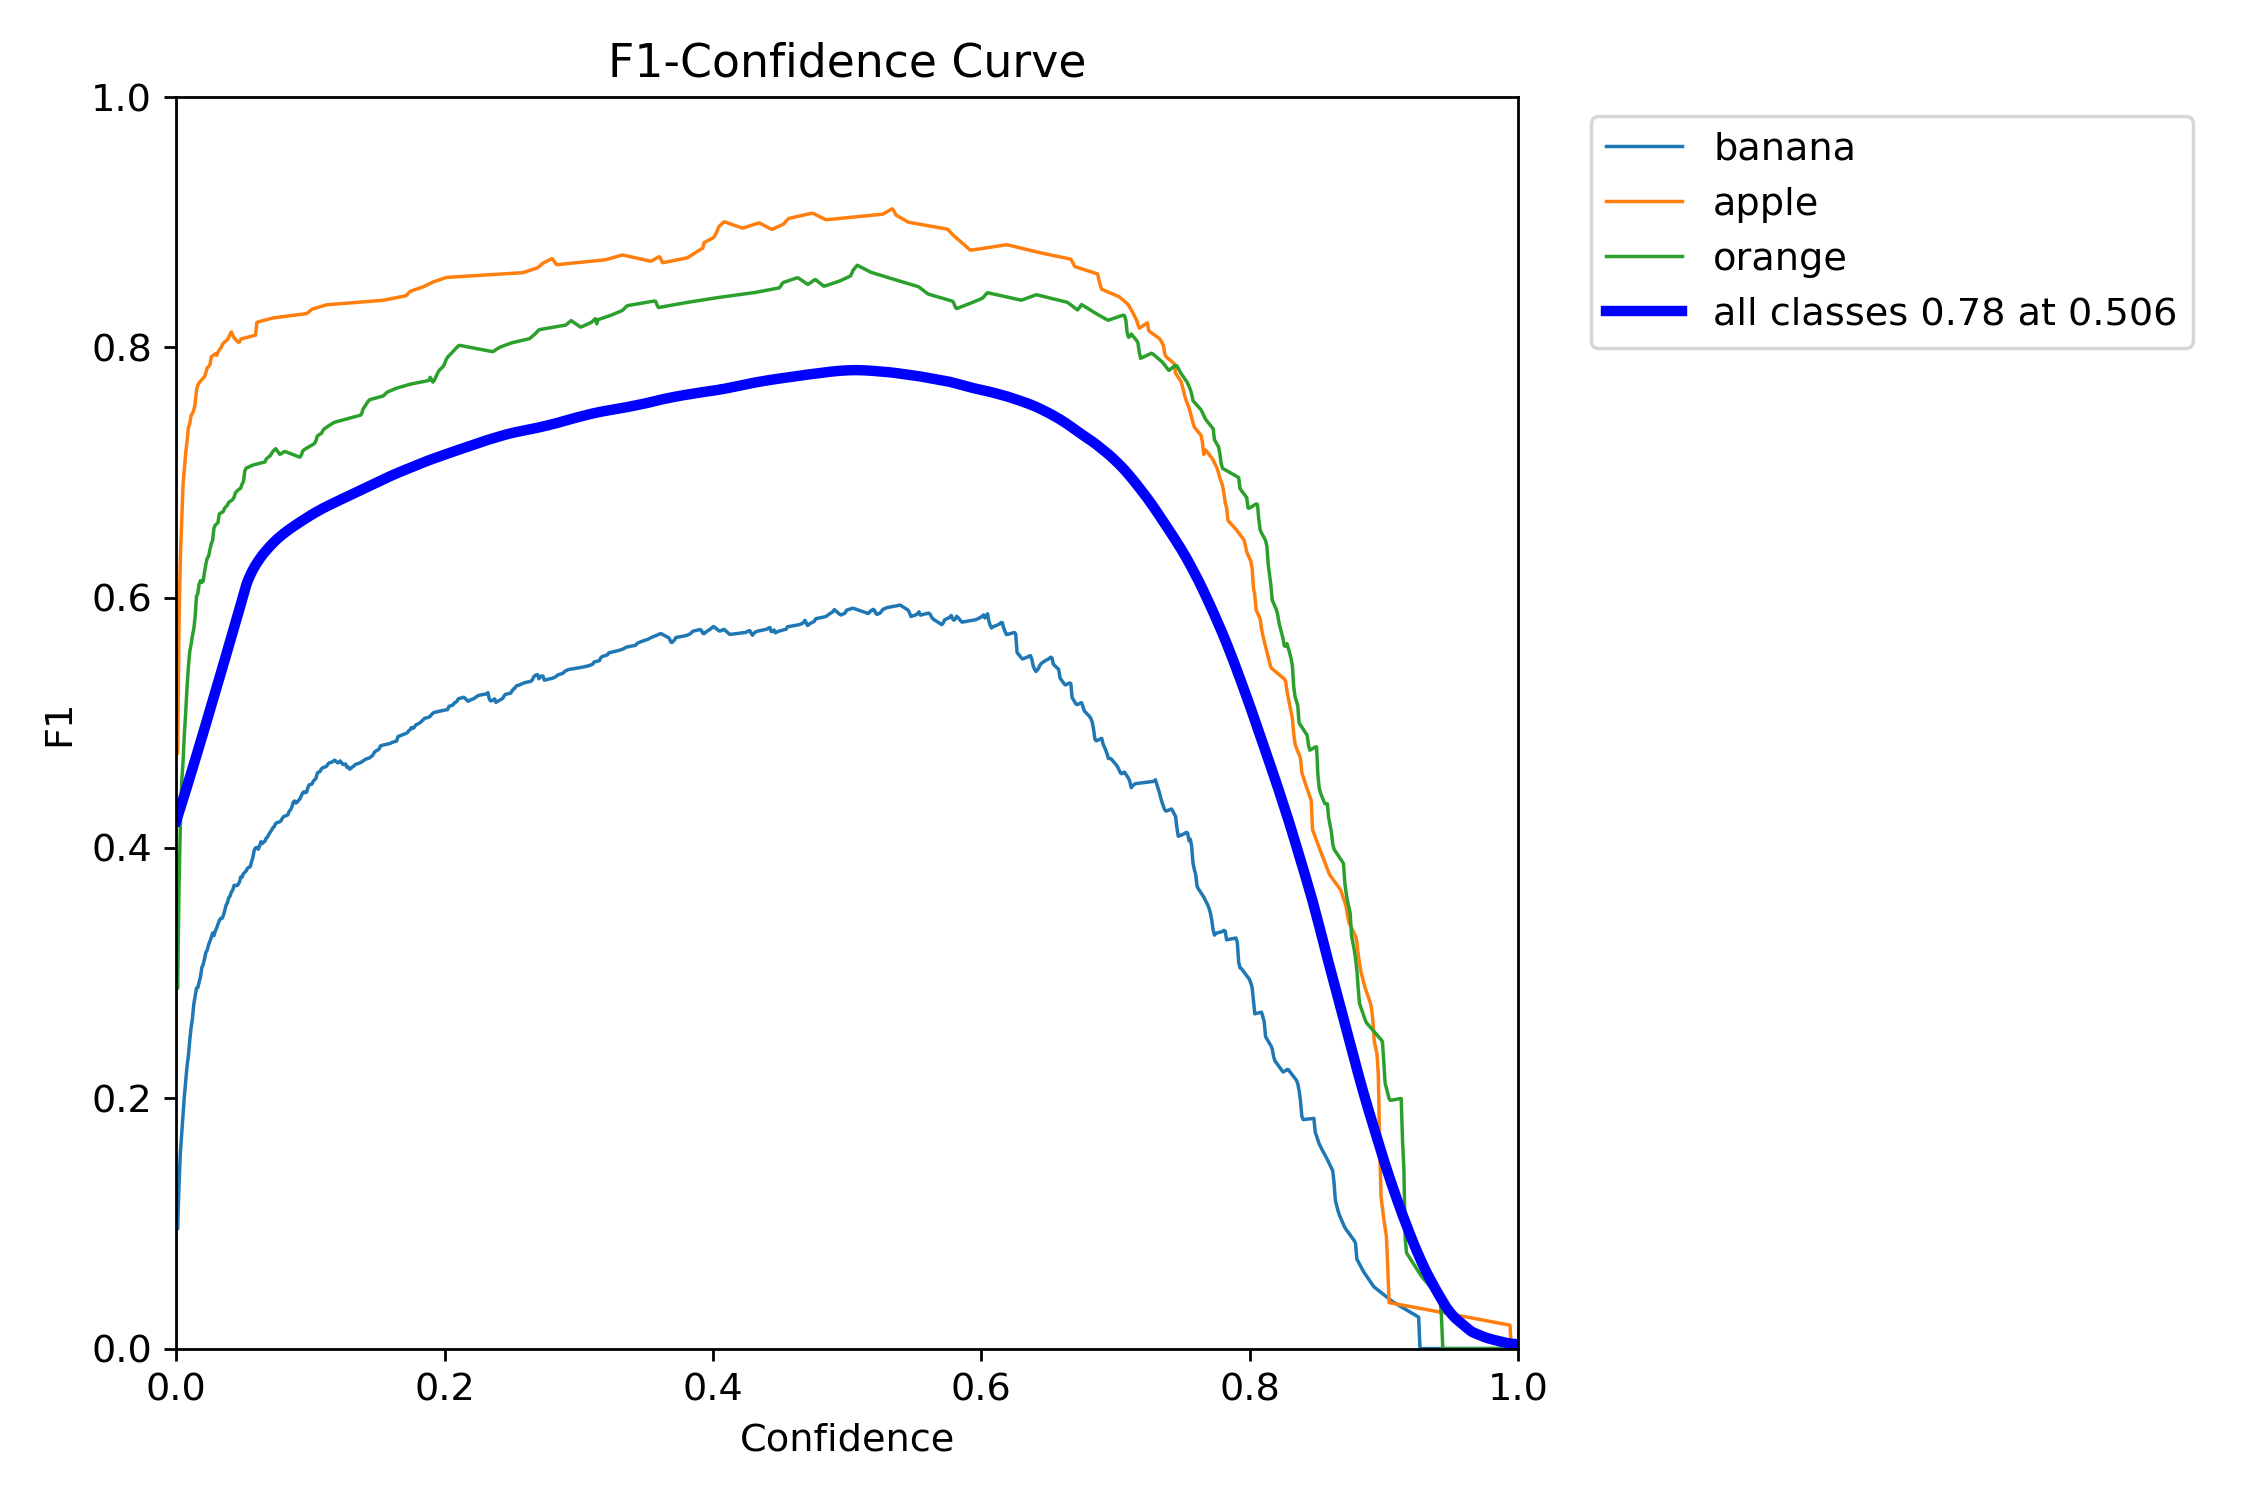 F1-Confidence Curve
1.0
0.8
0.6
0.4
0.2
0.0
F1
0.0 0.2 0.4 0.6 0.8 1.0
Confidence
banana
apple
orange
all classes 0.78 at 0.506